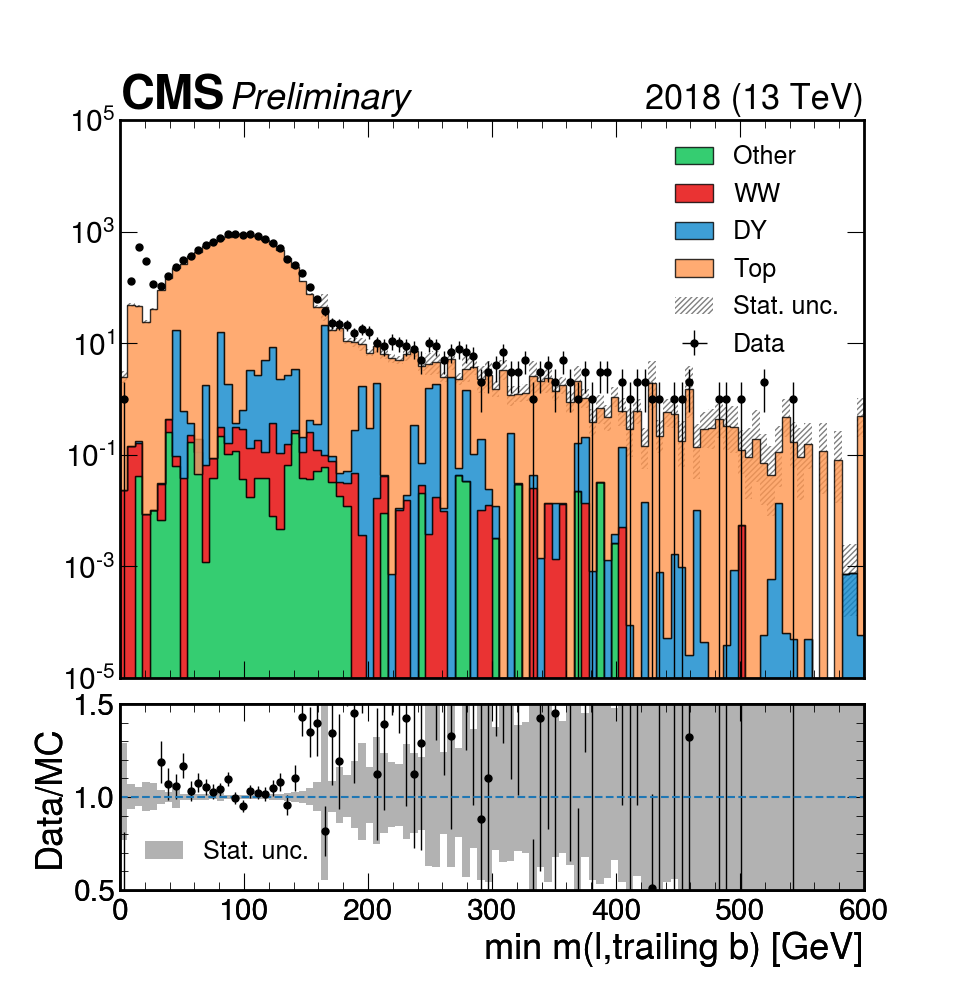 CMS Preliminary 2018 (13 TeV)
10^5
10^3
10^1
10^-1
10^-3
10^-5
Other
WW
DY
Top
Stat. unc.
Data
1.5
1.0
0.5
Data/MC
Stat. unc.
0 100 200 300 400 500 600
min m(l,trailing b) [GeV]